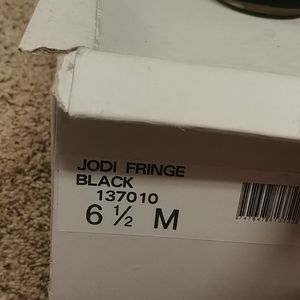 JODI FRINGE
BLACK
137010
6 ½ M